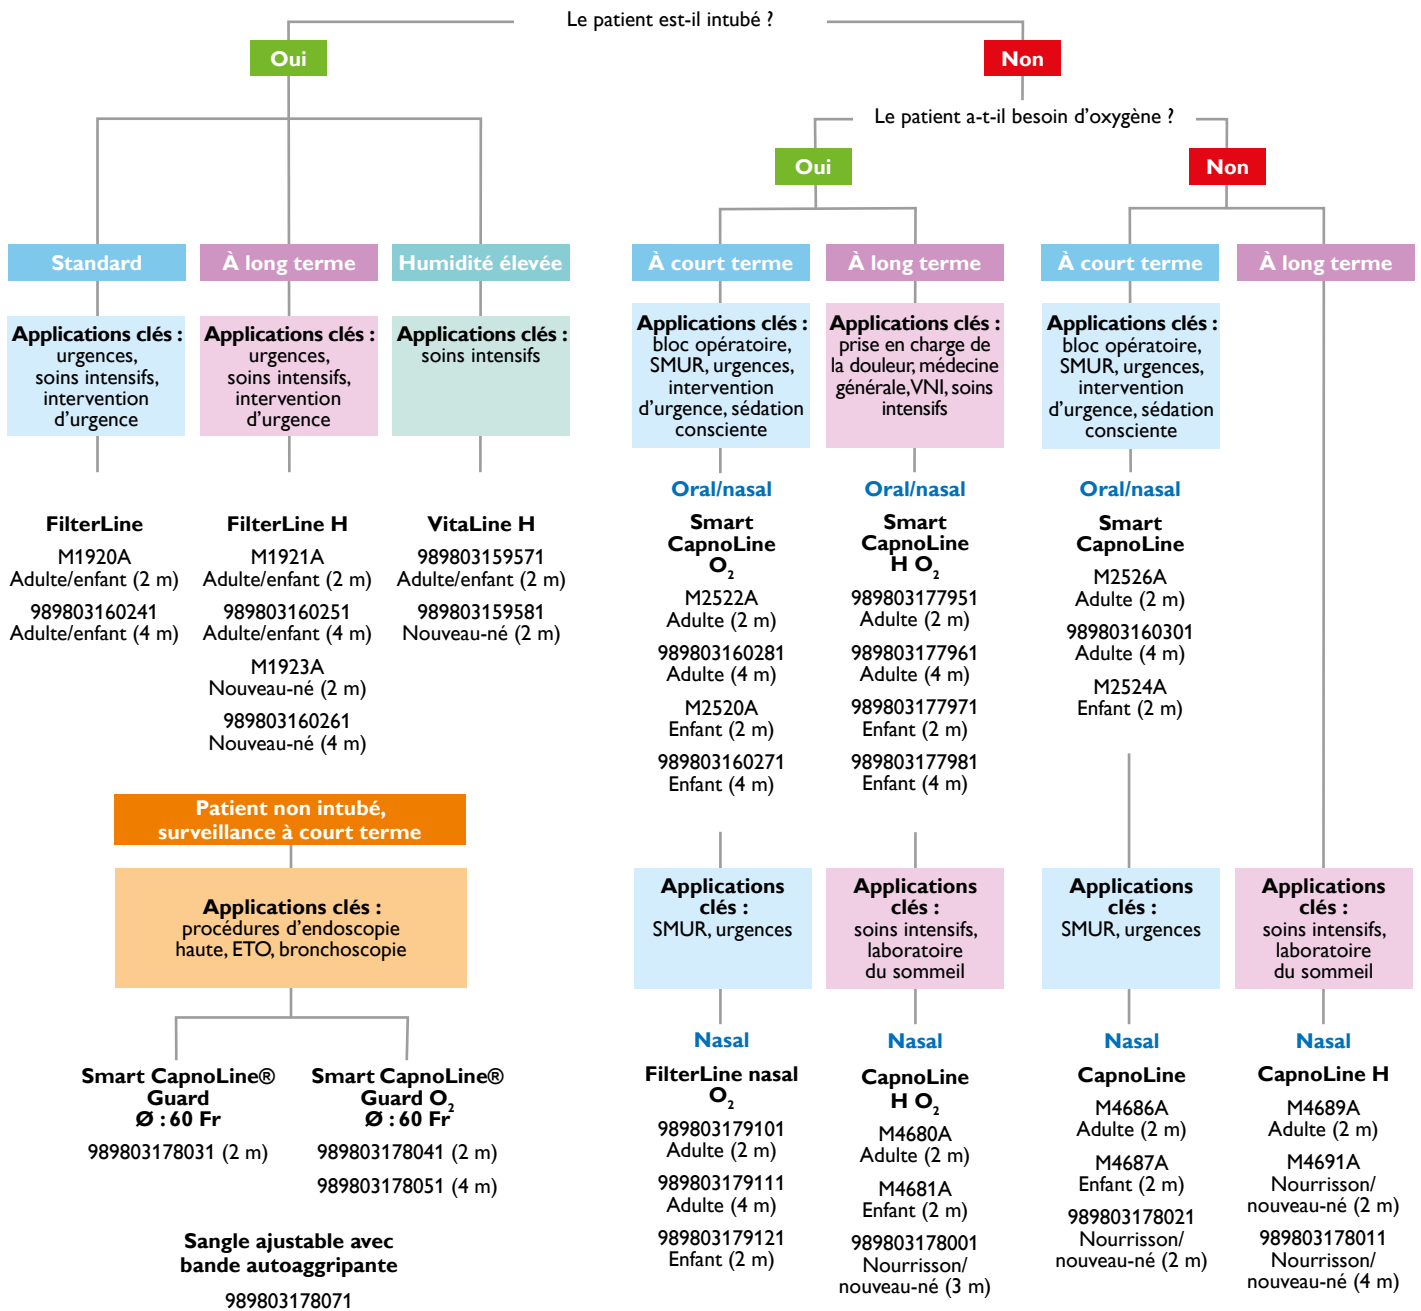 Le patient est-il intubé ?
Oui
Non
Le patient a-t-il besoin d’oxygène ?
Oui
Non
Standard
À long terme
Humidité élevée
À court terme
À long terme
À court terme
À long terme
Applications clés :
urgences,
soins intensifs,
intervention
d’urgence
Applications clés :
urgences,
soins intensifs,
intervention
d’urgence
Applications clés :
soins intensifs
Applications clés :
bloc opératoire,
SMUR, urgences,
intervention
d’urgence, sédation
consciente
Applications clés :
prise en charge de
la douleur, médecine
générale, VNI, soins
intensifs
Applications clés :
bloc opératoire,
SMUR, urgences,
intervention
d’urgence, sédation
consciente
FilterLine
M1920A
Adulte/enfant (2 m)
989803160241
Adulte/enfant (4 m)
FilterLine H
M1921A
Adulte/enfant (2 m)
989803160251
Adulte/enfant (4 m)
M1923A
Nouveau-né (2 m)
989803160261
Nouveau-né (4 m)
VitaLine H
989803159571
Adulte/enfant (2 m)
989803159581
Nouveau-né (2 m)
Oral/nasal
Smart
CapnoLine
O2
M2522A
Adulte (2 m)
989803160281
Adulte (4 m)
M2520A
Enfant (2 m)
989803160271
Enfant (4 m)
Oral/nasal
Smart
CapnoLine
H O2
989803177951
Adulte (2 m)
989803177961
Adulte (4 m)
989803177971
Enfant (2 m)
989803177981
Enfant (4 m)
Oral/nasal
Smart
CapnoLine
M2526A
Adulte (2 m)
989803160301
Adulte (4 m)
M2524A
Enfant (2 m)
Patient non intubé,
surveillance à court terme
Applications clés :
procédures d’endoscopie
haute, ETO, bronchoscopie
Smart CapnoLine®
Guard
Ø : 60 Fr
989803178031 (2 m)
Smart CapnoLine®
Guard O2
Ø : 60 Fr
989803178041 (2 m)
989803178051 (4 m)
Sangle ajustable avec
bande autoaggripante
989803178071
Applications
clés :
SMUR, urgences
Applications
clés :
soins intensifs,
laboratoire
du sommeil
Applications
clés :
SMUR, urgences
Applications
clés :
soins intensifs,
laboratoire
du sommeil
Nasal
FilterLine nasal
O2
989803179101
Adulte (2 m)
989803179111
Adulte (4 m)
989803179121
Enfant (2 m)
Nasal
CapnoLine
H O2
M4680A
Adulte (2 m)
M4681A
Enfant (2 m)
989803178001
Nourrisson/
nouveau-né (3 m)
Nasal
CapnoLine
M4686A
Adulte (2 m)
M4687A
Enfant (2 m)
989803178021
Nourrisson/
nouveau-né (2 m)
Nasal
CapnoLine H
M4689A
Adulte (2 m)
M4691A
Nourrisson/
nouveau-né (2 m)
989803178011
Nourrisson/
nouveau-né (4 m)